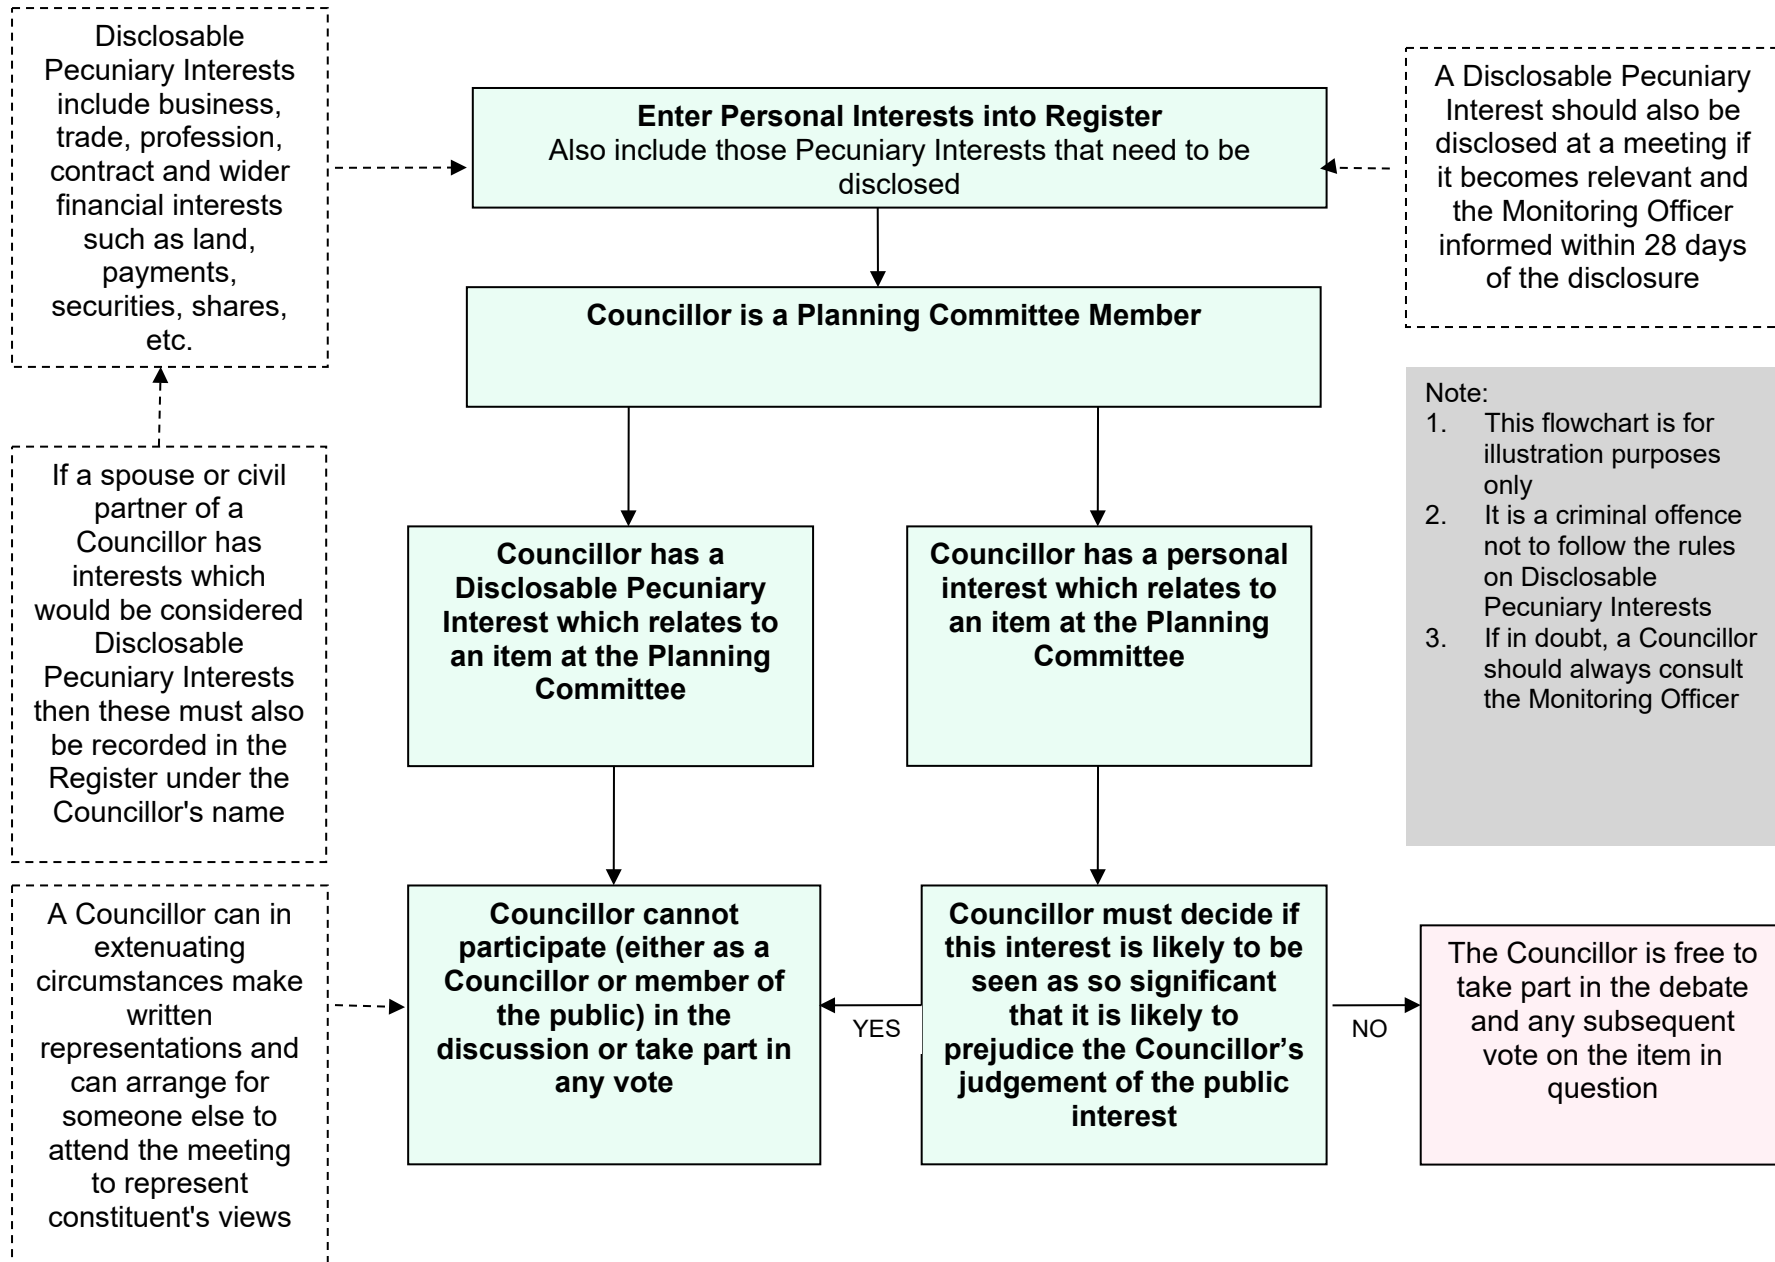 Disclosable
Pecuniary Interests
include business,
trade, profession,
contract and wider
financial interests
such as land,
payments,
securities, shares,
etc.
Enter Personal Interests into Register
Also include those Pecuniary Interests that need to be
disclosed
A Disclosable Pecuniary
Interest should also be
disclosed at a meeting if
it becomes relevant and
the Monitoring Officer
informed within 28 days
of the disclosure
Councillor is a Planning Committee Member
Note:
1. This flowchart is for
illustration purposes
only
2. It is a criminal offence
not to follow the rules
on Disclosable
Pecuniary Interests
3. If in doubt, a Councillor
should always consult
the Monitoring Officer
If a spouse or civil
partner of a
Councillor has
interests which
would be considered
Disclosable
Pecuniary Interests
then these must also
be recorded in the
Register under the
Councillor's name
Councillor has a
Disclosable Pecuniary
Interest which relates to
an item at the Planning
Committee
Councillor has a personal
interest which relates to
an item at the Planning
Committee
A Councillor can in
extenuating
circumstances make
written
representations and
can arrange for
someone else to
attend the meeting
to represent
constituent's views
Councillor cannot
participate (either as a
Councillor or member of
the public) in the
discussion or take part in
any vote
YES
Councillor must decide if
this interest is likely to be
seen as so significant
that it is likely to
prejudice the Councillor’s
judgement of the public
interest
NO
The Councillor is free to
take part in the debate
and any subsequent
vote on the item in
question